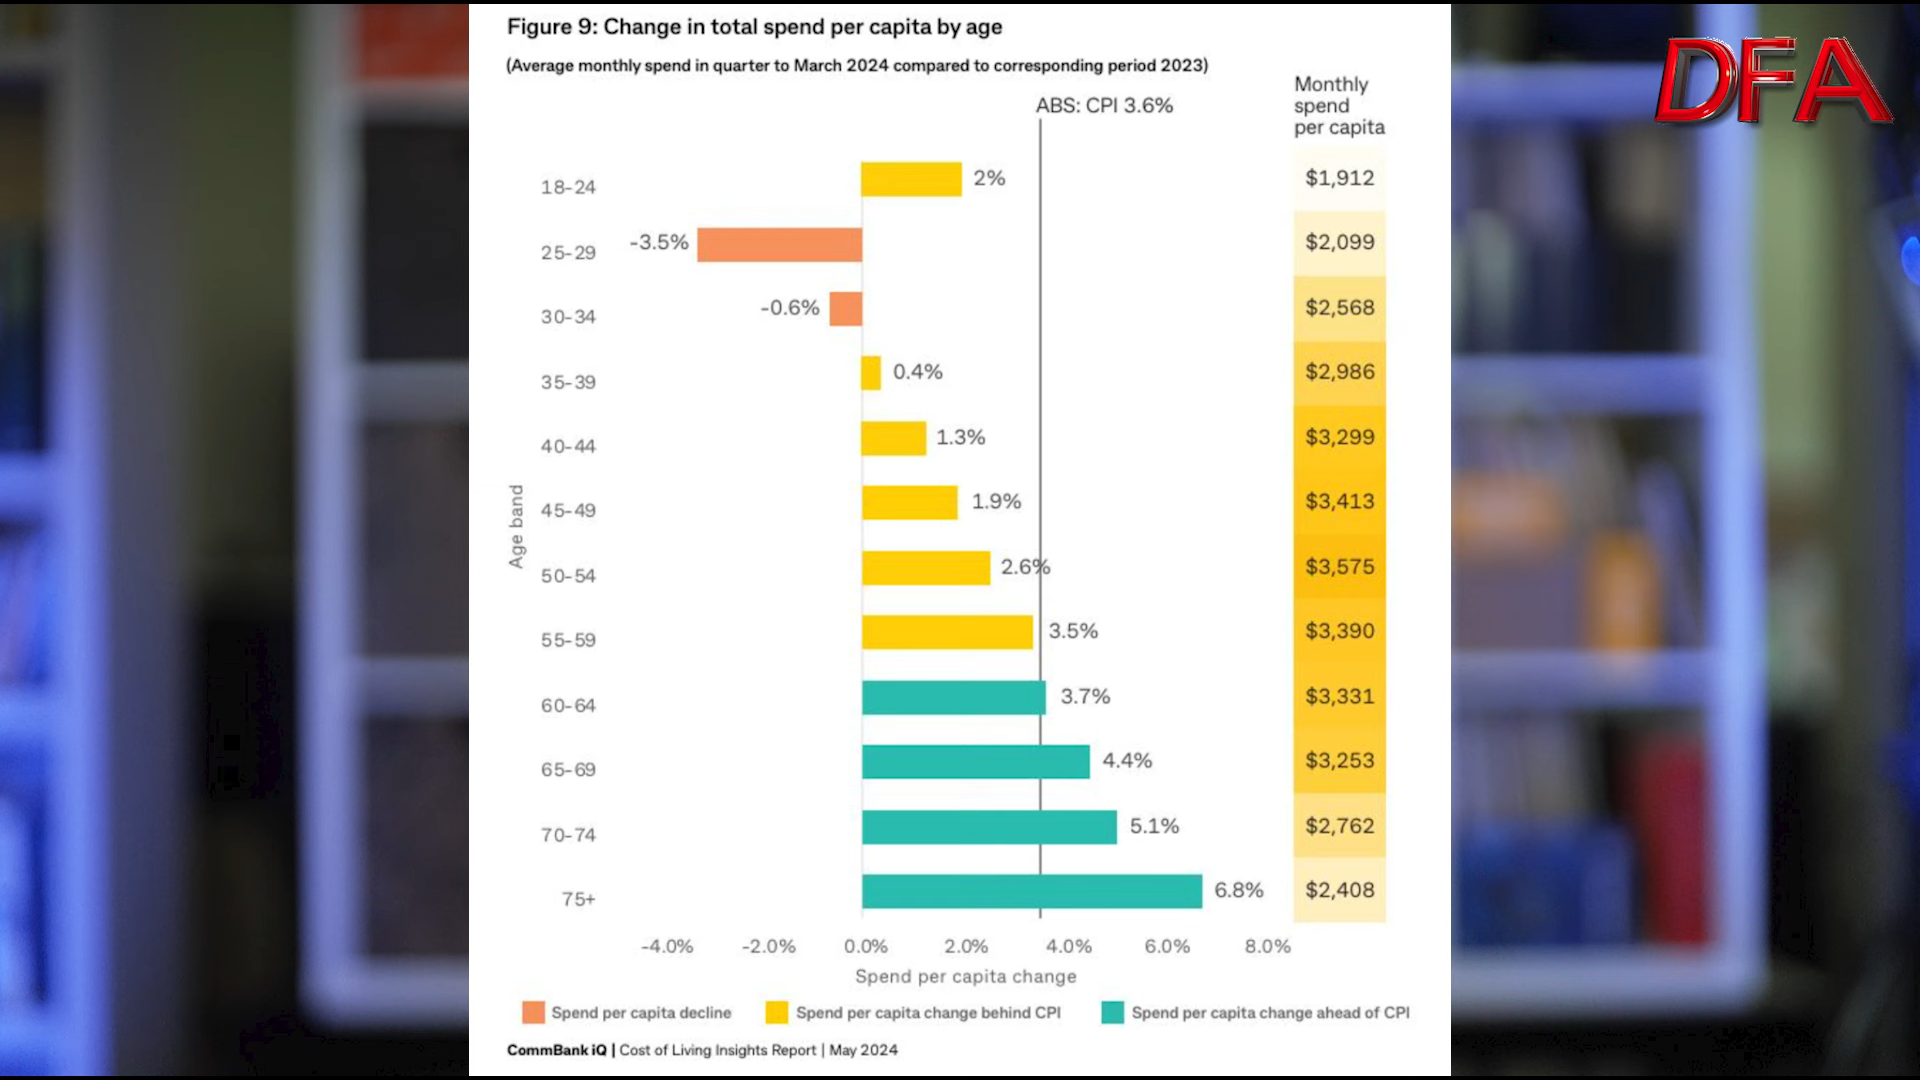 Figure 9: Change in total spend per capita by age
(Average monthly spend in quarter to March 2024 compared to corresponding period 2023)
DFA
ABS: CPI 3.6%
Monthly
spend
per capita
18-24 2% $1,912
25-29 -3.5% $2,099
30-34 -0.6% $2,568
35-39 0.4% $2,986
40-44 1.3% $3,299
45-49 1.9% $3,413
Age band
50-54 2.6% $3,575
55-59 3.5% $3,390
60-64 3.7% $3,331
65-69 4.4% $3,253
70-74 5.1% $2,762
75+ 6.8% $2,408
-4.0% -2.0% 0.0% 2.0% 4.0% 6.0% 8.0%
Spend per capita change
Spend per capita decline Spend per capita change behind CPI Spend per capita change ahead of CPI
CommBank iQ | Cost of Living Insights Report | May 2024